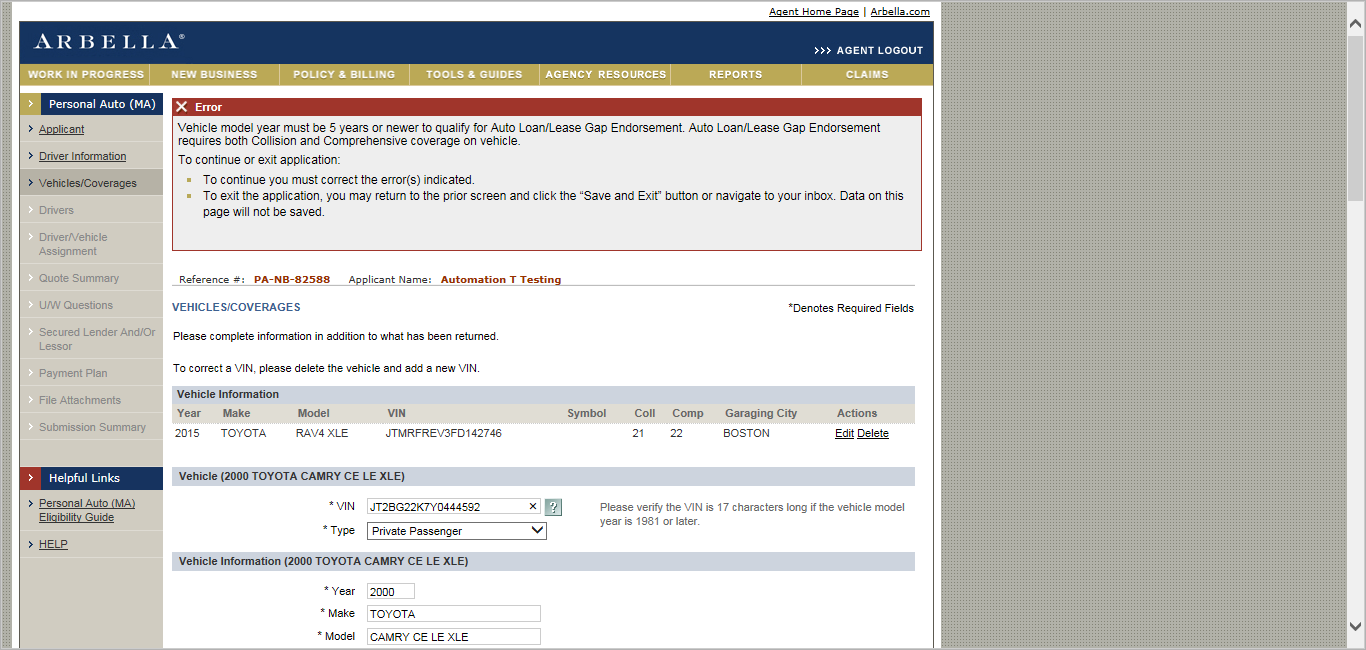 Agent Home Page | Arbella.com
ARBELLA®
>>> AGENT LOGOUT
WORK IN PROGRESS NEW BUSINESS POLICY & BILLING TOOLS & GUIDES AGENCY RESOURCES REPORTS CLAIMS
Personal Auto (MA)
Applicant
Driver Information
Vehicles/Coverages
Drivers
Driver/Vehicle
Assignment
Quote Summary
U/W Questions
Secured Lender And/Or
Lessor
Payment Plan
File Attachments
Submission Summary
Helpful Links
Personal Auto (MA)
Eligibility Guide
HELP
Error
Vehicle model year must be 5 years or newer to qualify for Auto Loan/Lease Gap Endorsement. Auto Loan/Lease Gap Endorsement
requires both Collision and Comprehensive coverage on vehicle.
To continue or exit application:
To continue you must correct the error(s) indicated.
To exit the application, you may return to the prior screen and click the “Save and Exit” button or navigate to your inbox. Data on this
page will not be saved.
Reference #: PA-NB-82588 Applicant Name: Automation T Testing
VEHICLES/COVERAGES
*Denotes Required Fields
Please complete information in addition to what has been returned.
To correct a VIN, please delete the vehicle and add a new VIN.
Vehicle Information
Year Make Model VIN Symbol Coll Comp Garaging City Actions
2015 TOYOTA RAV4 XLE JTMRFREV3FD142746 21 22 BOSTON Edit Delete
Vehicle (2000 TOYOTA CAMRY CE LE XLE)
* VIN JT2BG22K7Y0444592 × ?
Please verify the VIN is 17 characters long if the vehicle model
year is 1981 or later.
* Type Private Passenger
Vehicle Information (2000 TOYOTA CAMRY CE LE XLE)
* Year 2000
* Make TOYOTA
* Model CAMRY CE LE XLE